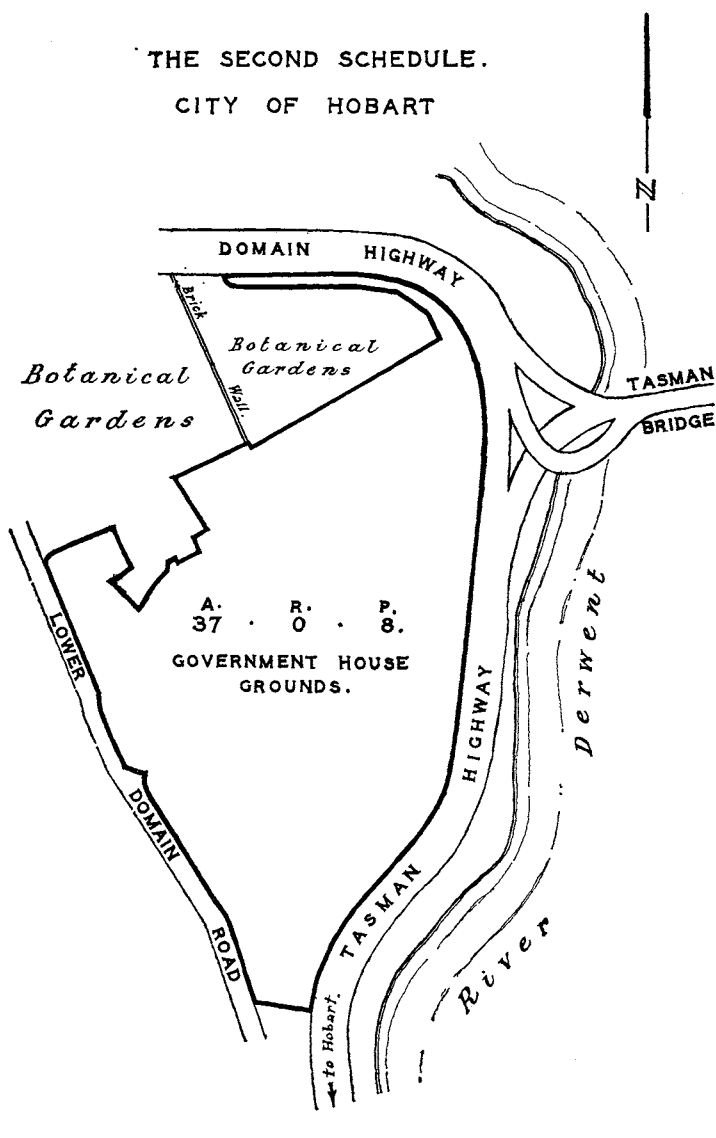 THE SECOND SCHEDULE.
CITY OF HOBART
N
DOMAIN HIGHWAY
Brick Wall.
Botanical
Gardens
Botanical
Gardens
TASMAN
BRIDGE
A. R. P.
37 . 0 . 8.
GOVERNMENT HOUSE
GROUNDS.
LOWER DOMAIN ROAD
TASMAN HIGHWAY
River Derwent
to Hobart.